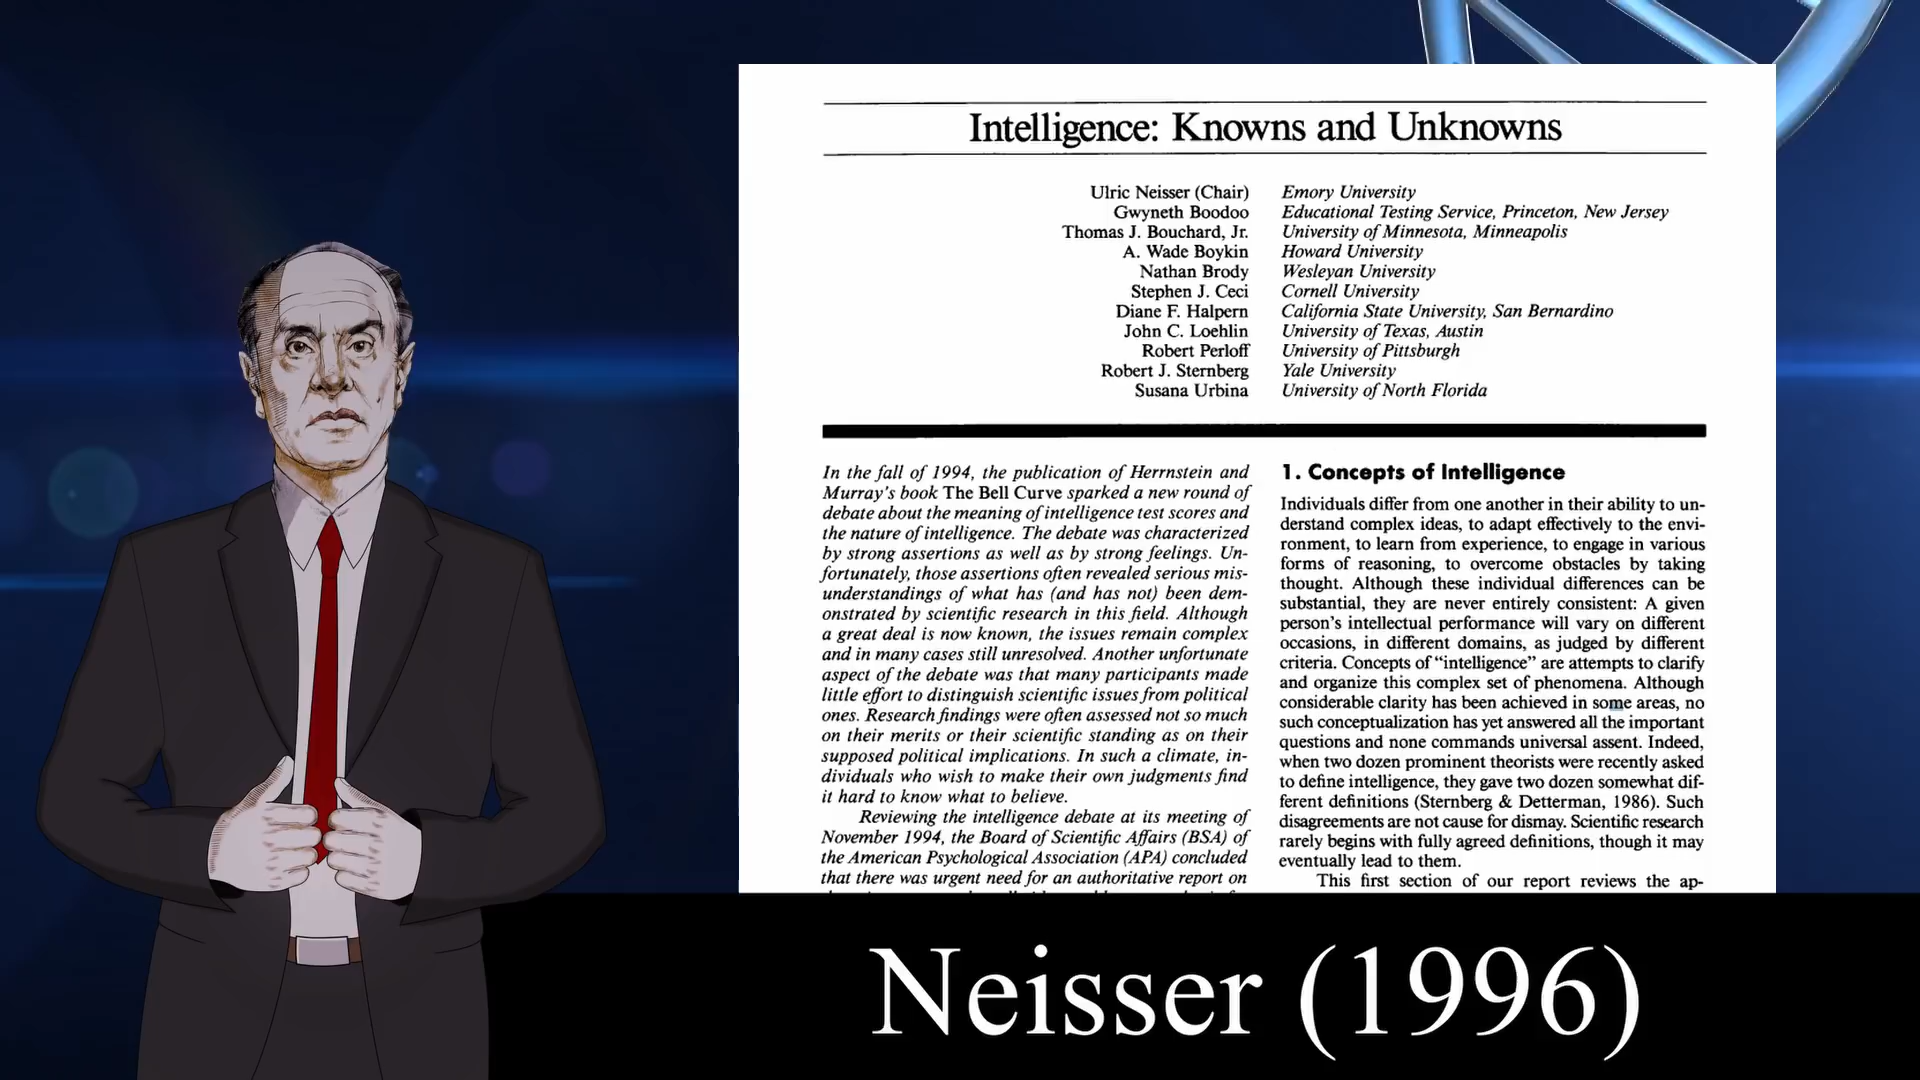 Intelligence: Knowns and Unknowns
Ulric Neisser (Chair) Emory University
Gwyneth Boodoo Educational Testing Service, Princeton, New Jersey
Thomas J. Bouchard, Jr. University of Minnesota, Minneapolis
A. Wade Boykin Howard University
Nathan Brody Wesleyan University
Stephen J. Ceci Cornell University
Diane F. Halpern California State University, San Bernardino
John C. Loehlin University of Texas, Austin
Robert Perloff University of Pittsburgh
Robert J. Sternberg Yale University
Susana Urbina University of North Florida
In the fall of 1994, the publication of Herrnstein and
Murray's book The Bell Curve sparked a new round of
debate about the meaning of intelligence test scores and
the nature of intelligence. The debate was characterized
by strong assertions as well as by strong feelings. Un-
fortunately, those assertions often revealed serious mis-
understandings of what has (and has not) been dem-
onstrated by scientific research in this field. Although
a great deal is now known, the issues remain complex
and in many cases still unresolved. Another unfortunate
aspect of the debate was that many participants made
little effort to distinguish scientific issues from political
ones. Research findings were often assessed not so much
on their merits or their scientific standing as on their
supposed political implications. In such a climate, in-
dividuals who wish to make their own judgments find
it hard to know what to believe.
Reviewing the intelligence debate at its meeting of
November 1994, the Board of Scientific Affairs (BSA) of
the American Psychological Association (APA) concluded
that there was urgent need for an authoritative report on
1. Concepts of Intelligence
Individuals differ from one another in their ability to un-
derstand complex ideas, to adapt effectively to the envi-
ronment, to learn from experience, to engage in various
forms of reasoning, to overcome obstacles by taking
thought. Although these individual differences can be
substantial, they are never entirely consistent: A given
person's intellectual performance will vary on different
occasions, in different domains, as judged by different
criteria. Concepts of "intelligence" are attempts to clarify
and organize this complex set of phenomena. Although
considerable clarity has been achieved in some areas, no
such conceptualization has yet answered all the important
questions and none commands universal assent. Indeed,
when two dozen prominent theorists were recently asked
to define intelligence, they gave two dozen somewhat dif-
ferent definitions (Sternberg & Detterman, 1986). Such
disagreements are not cause for dismay. Scientific research
rarely begins with fully agreed definitions, though it may
eventually lead to them.
This first section of our report reviews the ap-
Neisser (1996)